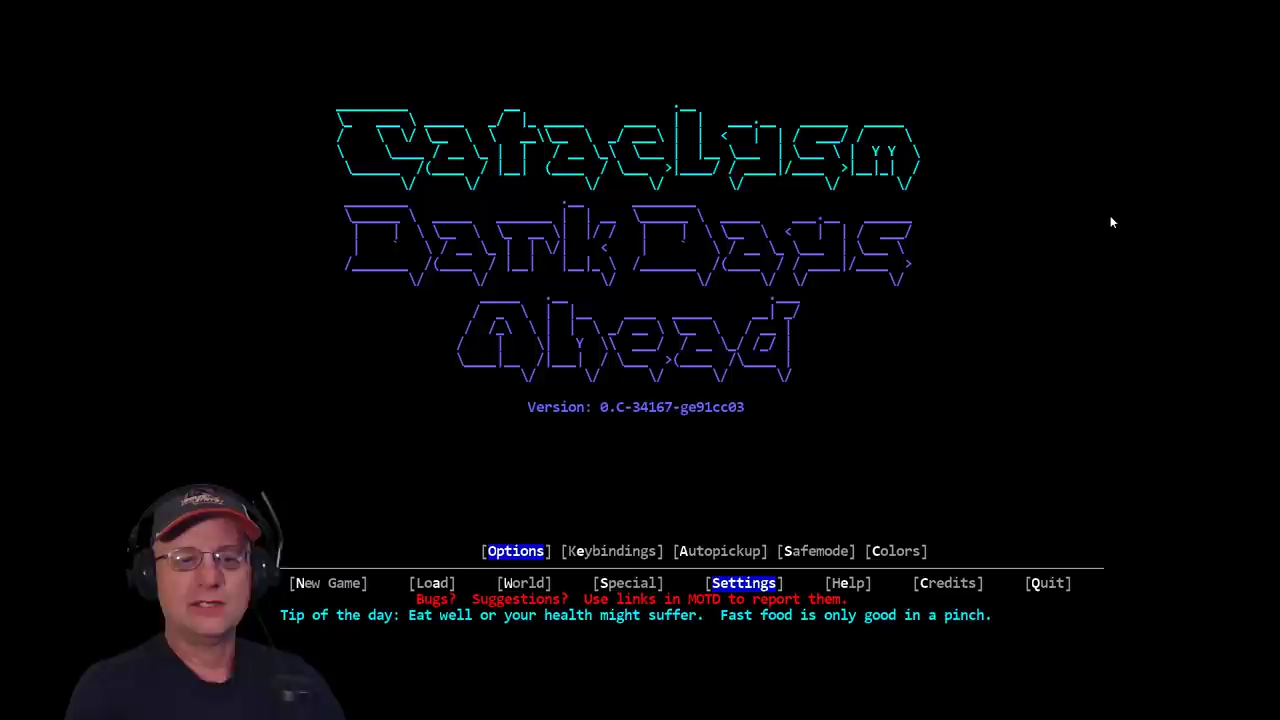 Cataclysm
Dark Days
Ahead
Version: 0.C-34167-ge91cc03
[Options] [Keybindings] [Autopickup] [Safemode] [Colors]
[New Game] [Load] [World] [Special] [Settings] [Help] [Credits] [Quit]
Bugs? Suggestions? Use links in MOTD to report them.
Tip of the day: Eat well or your health might suffer. Fast food is only good in a pinch.